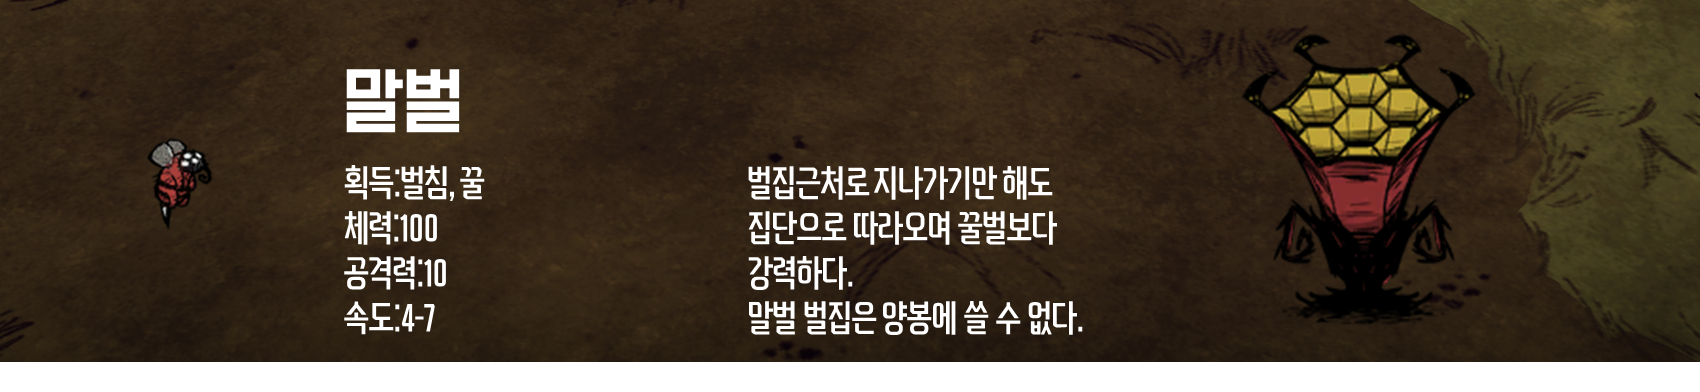 말벌
획득:벌침, 꿀
체력:100
공격력:10
속도:4-7
벌집근처로 지나가기만 해도
집단으로 따라오며 꿀벌보다
강력하다.
말벌 벌집은 양봉에 쓸 수 없다.